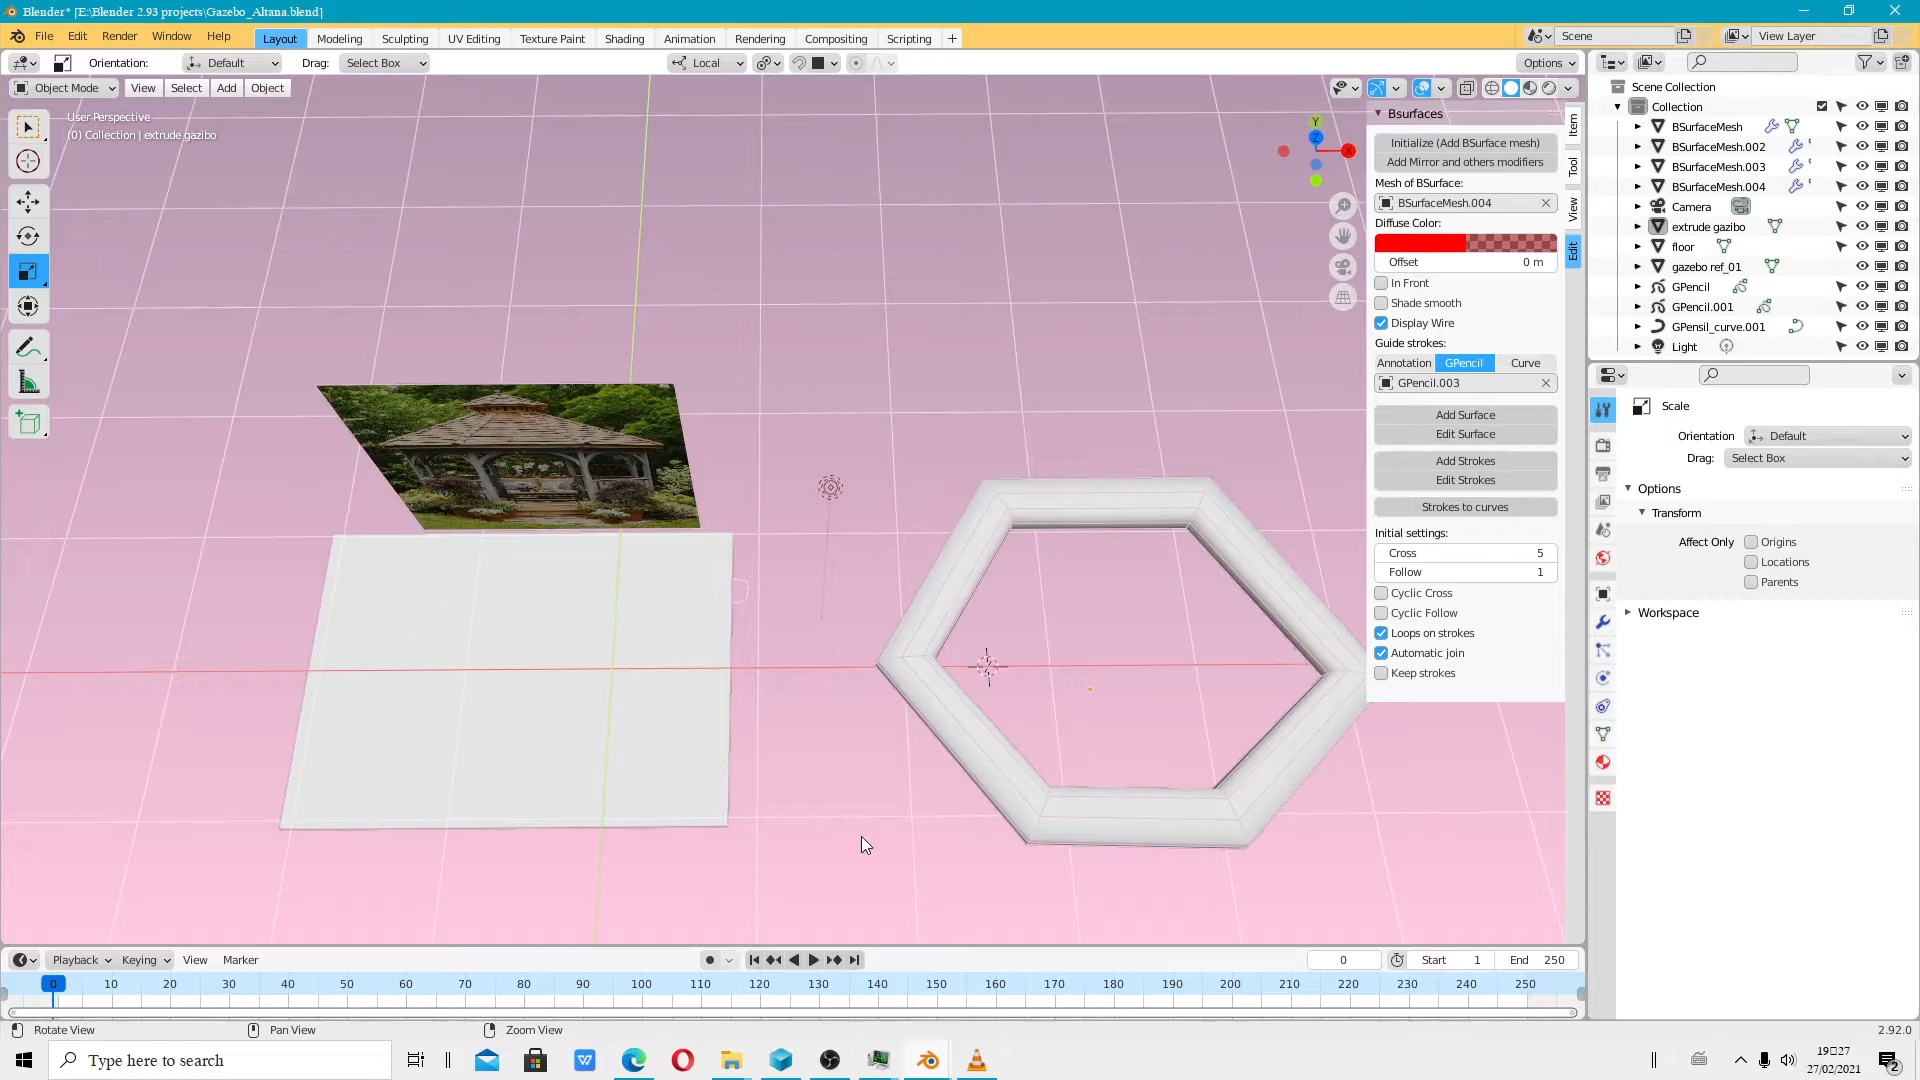 Blender* [E:\Blender 2.93 projects\Gazebo_Altana.blend]
File Edit Render Window Help Layout Modeling Sculpting UV Editing Texture Paint Shading Animation Rendering Compositing Scripting + Scene View Layer
Orientation: Default Drag: Select Box Local Options
Object Mode View Select Add Object
User Perspective
(0) Collection | extrude gazibo
Y
Z
X
Bsurfaces
Initialize (Add BSurface mesh)
Add Mirror and others modifiers
Mesh of BSurface:
BSurfaceMesh.004
Diffuse Color:
Offset 0 m
In Front
Shade smooth
Display Wire
Guide strokes:
Annotation GPencil Curve
GPencil.003
Add Surface
Edit Surface
Add Strokes
Edit Strokes
Strokes to curves
Initial settings:
Cross 5
Follow 1
Cyclic Cross
Cyclic Follow
Loops on strokes
Automatic join
Keep strokes
Item
Tool
View
Edit
Scene Collection
Collection
BSurfaceMesh
BSurfaceMesh.002
BSurfaceMesh.003
BSurfaceMesh.004
Camera
extrude gazibo
floor
gazebo ref_01
GPencil
GPencil.001
GPensil_curve.001
Light
Scale
Orientation Default
Drag: Select Box
Options
Transform
Affect Only Origins
Locations
Parents
Workspace
Playback Keying View Marker 0 Start 1 End 250
0 10 20 30 40 50 60 70 80 90 100 110 120 130 140 150 160 170 180 190 200 210 220 230 240 250
Rotate View Pan View Zoom View 2.92.0
Type here to search
19:27
27/02/2021
2